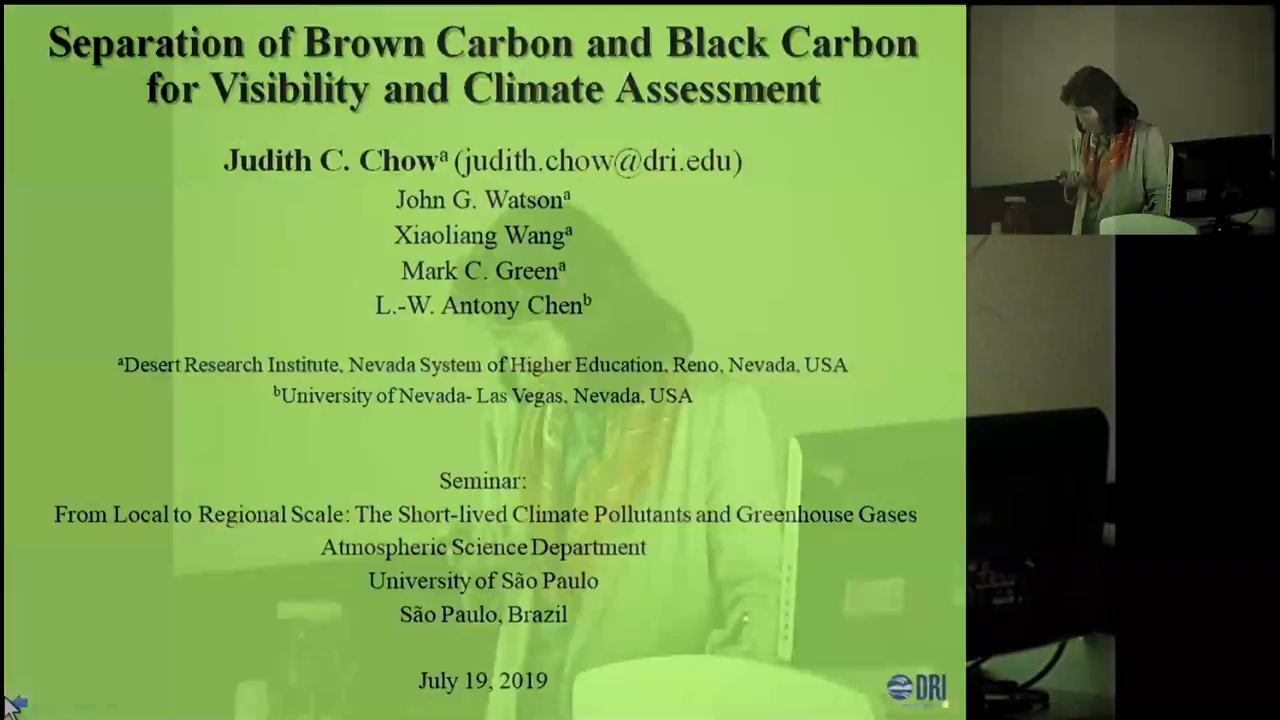 Separation of Brown Carbon and Black Carbon
for Visibility and Climate Assessment
Judith C. Chowª (judith.chow@dri.edu)
John G. Watsonª
Xiaoliang Wangª
Mark C. Greenª
L.-W. Antony Chenᵇ
ªDesert Research Institute, Nevada System of Higher Education, Reno, Nevada, USA
ᵇUniversity of Nevada- Las Vegas, Nevada, USA
Seminar:
From Local to Regional Scale: The Short-lived Climate Pollutants and Greenhouse Gases
Atmospheric Science Department
University of São Paulo
São Paulo, Brazil
July 19, 2019
DRI